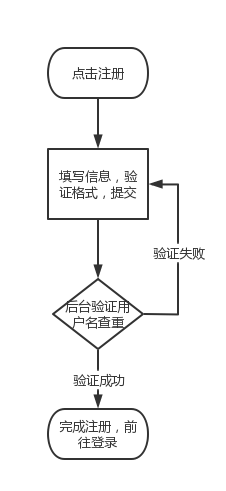 点击注册
填写信息，验
证格式，提交
验证失败
后台验证用
户名查重
验证成功
完成注册，前
往登录